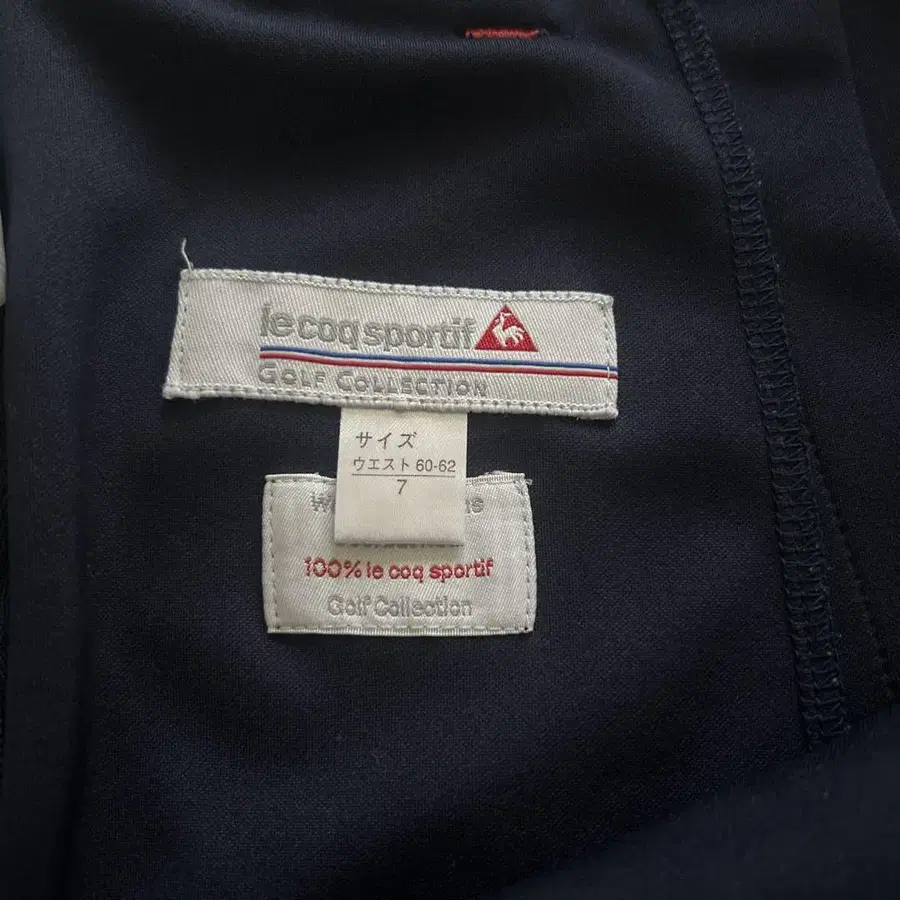 le coq sportif
GOLF COLLECTION
サイズ
ウエスト 60-62
7
100% le coq sportif
Golf Collection